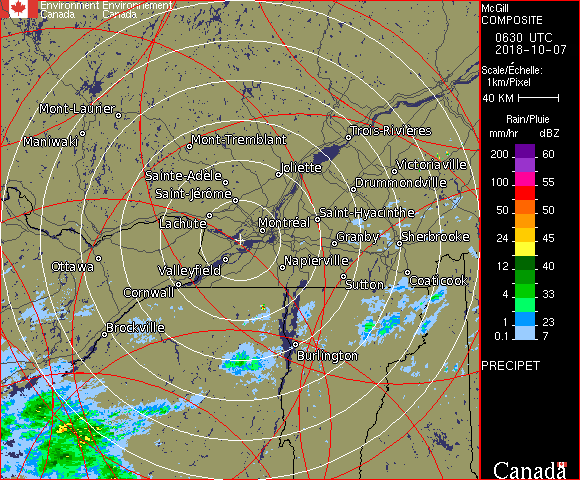 Environment Environnement
Canada Canada
McGill
COMPOSITE
0630 UTC
2018-10-07
Scale/Échelle:
1km/Pixel
40 KM
Rain/Pluie
mm/hr dBZ
200 60
100 55
50 50
24 45
12 40
4 33
1 23
0.1 7
PRECIPET
Canada
Mont-Laurier
Maniwaki
Mont-Tremblant
Trois-Rivières
Sainte-Adèle
Joliette
Victoriaville
Saint-Jérôme
Drummondville
Lachute
Montréal
Saint-Hyacinthe
Granby
Sherbrooke
Ottawa
Valleyfield
Napierville
Cornwall
Sutton
Coaticook
Brockville
Burlington